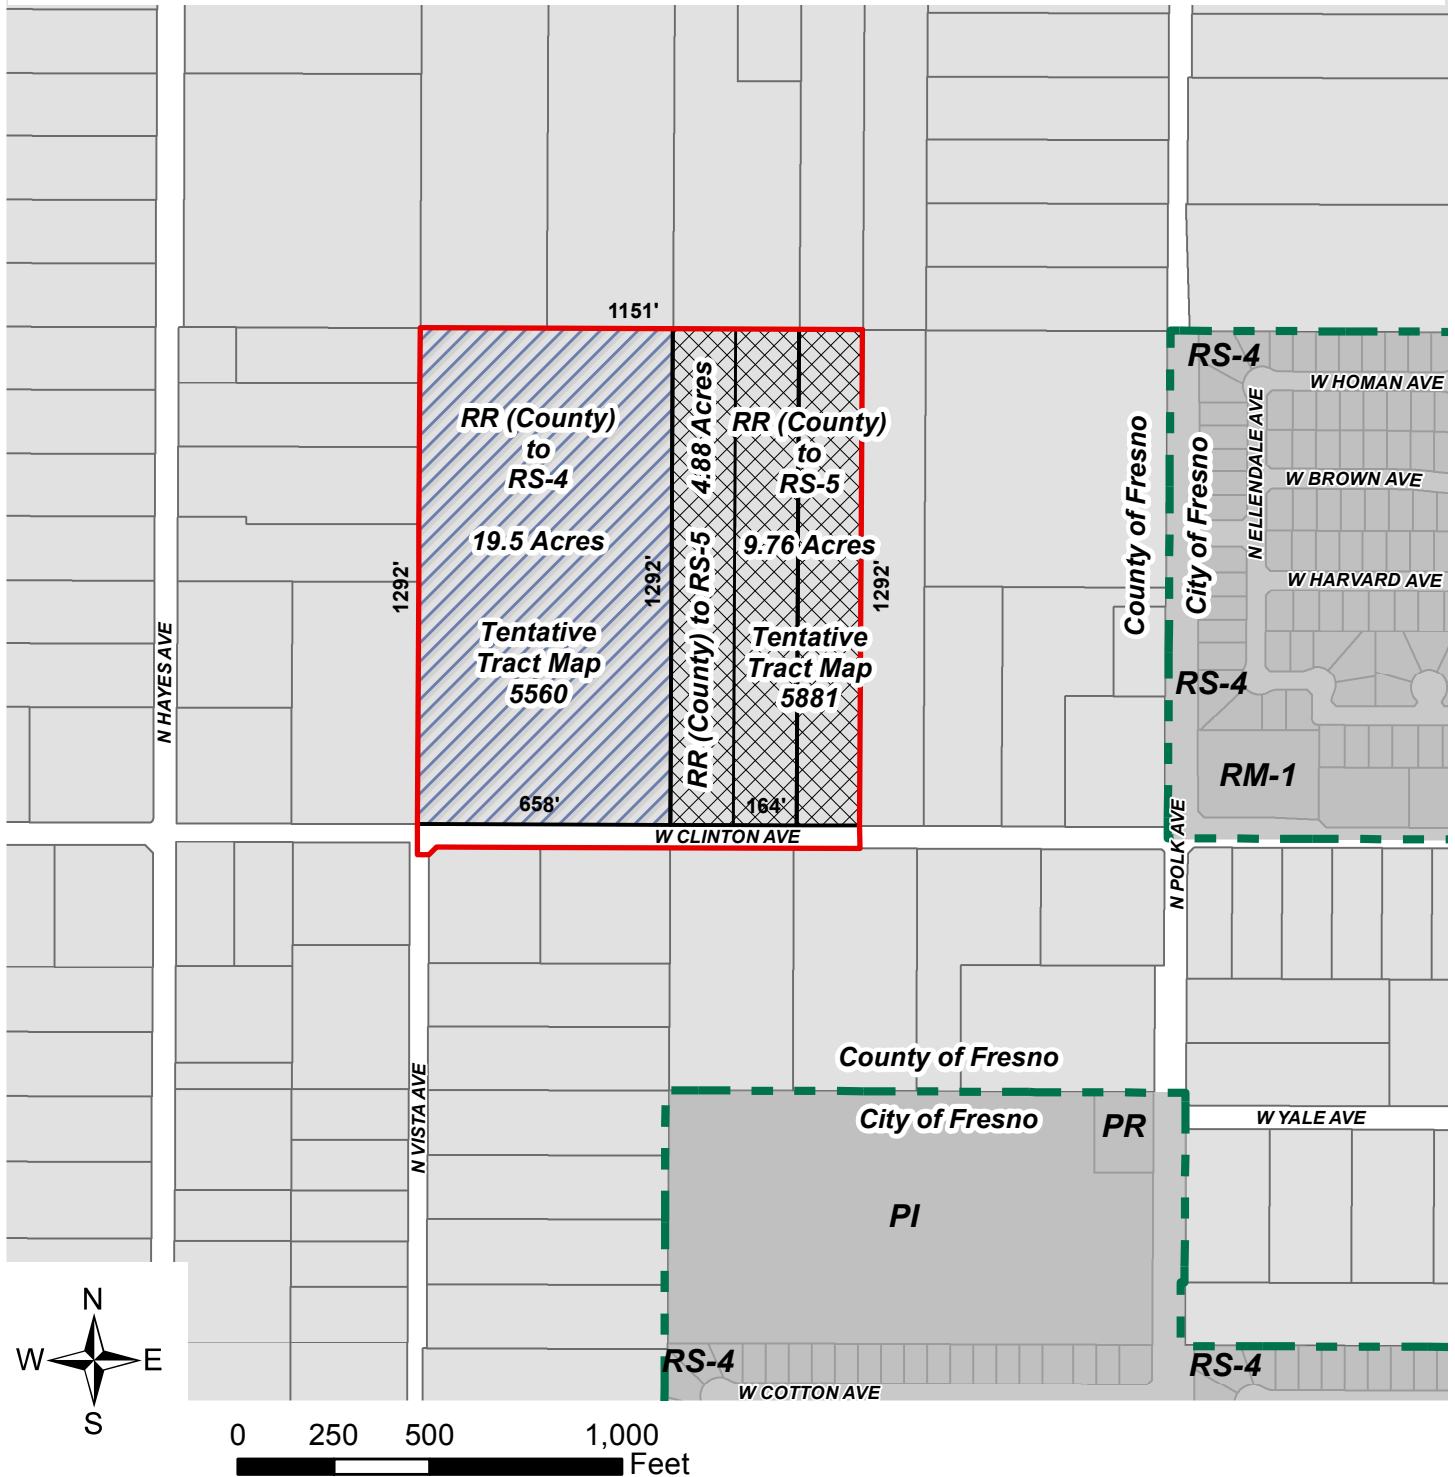 1151'
RR (County)
to
RS-4
19.5 Acres
Tentative
Tract Map
5560
1292'
1292'
658'
RR (County) to RS-5
4.88 Acres
RR (County)
to
RS-5
9.76 Acres
Tentative
Tract Map
5881
1292'
164'
W CLINTON AVE
N HAYES AVE
N VISTA AVE
County of Fresno
City of Fresno
RS-4
W HOMAN AVE
N ELLENDALE AVE
W BROWN AVE
W HARVARD AVE
RS-4
RM-1
N POLK AVE
County of Fresno
City of Fresno
PR
W YALE AVE
PI
RS-4
RS-4
W COTTON AVE
N
W
E
S
0 250 500 1,000
Feet